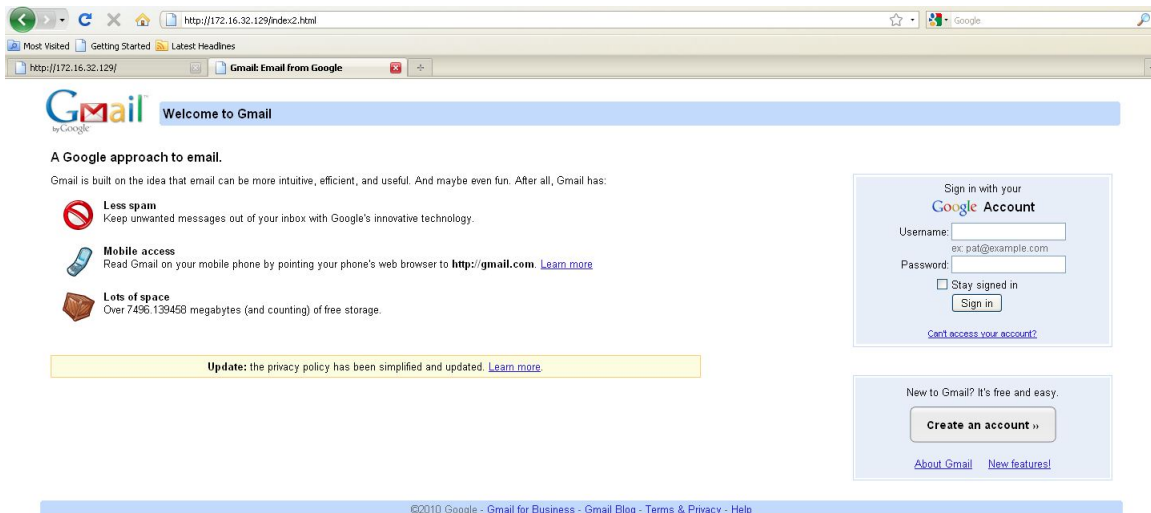 http://172.16.32.129/index2.html
Google
Most Visited Getting Started Latest Headlines
http://172.16.32.129/ Gmail: Email from Google
Gmail™
by Google
Welcome to Gmail
A Google approach to email.
Gmail is built on the idea that email can be more intuitive, efficient, and useful. And maybe even fun. After all, Gmail has:
Less spam
Keep unwanted messages out of your inbox with Google's innovative technology.
Mobile access
Read Gmail on your mobile phone by pointing your phone's web browser to http://gmail.com. Learn more
Lots of space
Over 7496.139458 megabytes (and counting) of free storage.
Update: the privacy policy has been simplified and updated. Learn more.
Sign in with your
Google Account
Username:
ex: pat@example.com
Password:
Stay signed in
Sign in
Can't access your account?
New to Gmail? It's free and easy.
Create an account »
About Gmail New features!
©2010 Google - Gmail for Business - Gmail Blog - Terms & Privacy - Help